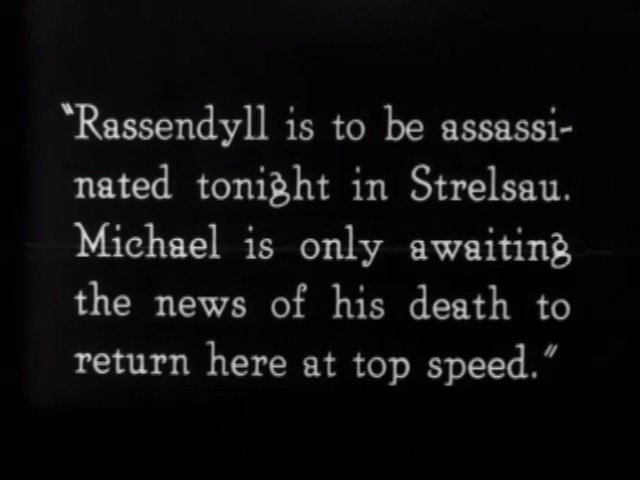 "Rassendyll is to be assassi-
nated tonight in Strelsau.
Michael is only awaiting
the news of his death to
return here at top speed."